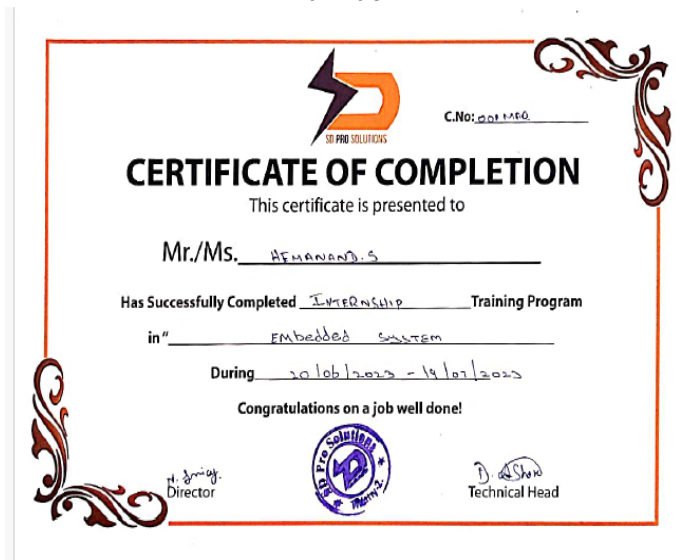 SD PRO SOLUTIONS
C.No:
CERTIFICATE OF COMPLETION
This certificate is presented to
Mr./Ms. HEMANAND.S
Has Successfully Completed INTERNSHIP Training Program
in" EMbedded SYSTEM
During 20/06/2023 - 19/07/2023
Congratulations on a job well done!
SD Pro Solutions
Director
Technical Head